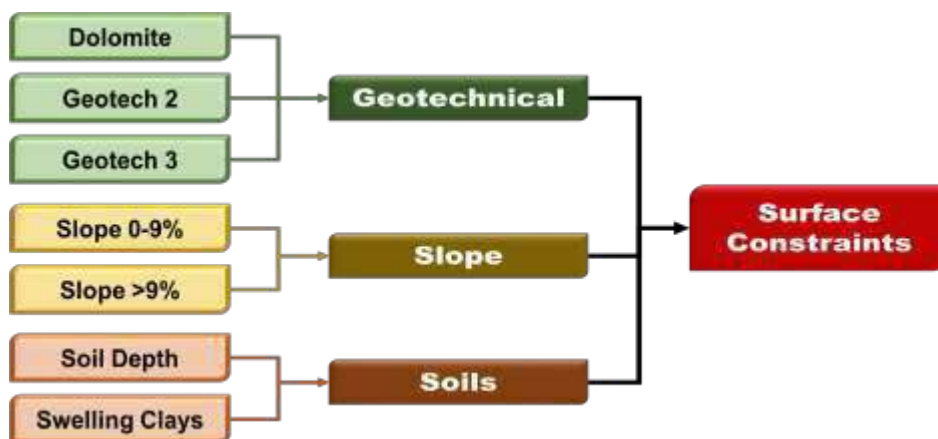 Dolomite
Geotech 2
Geotech 3
Geotechnical
Slope 0-9%
Slope >9%
Slope
Soil Depth
Swelling Clays
Soils
Surface
Constraints